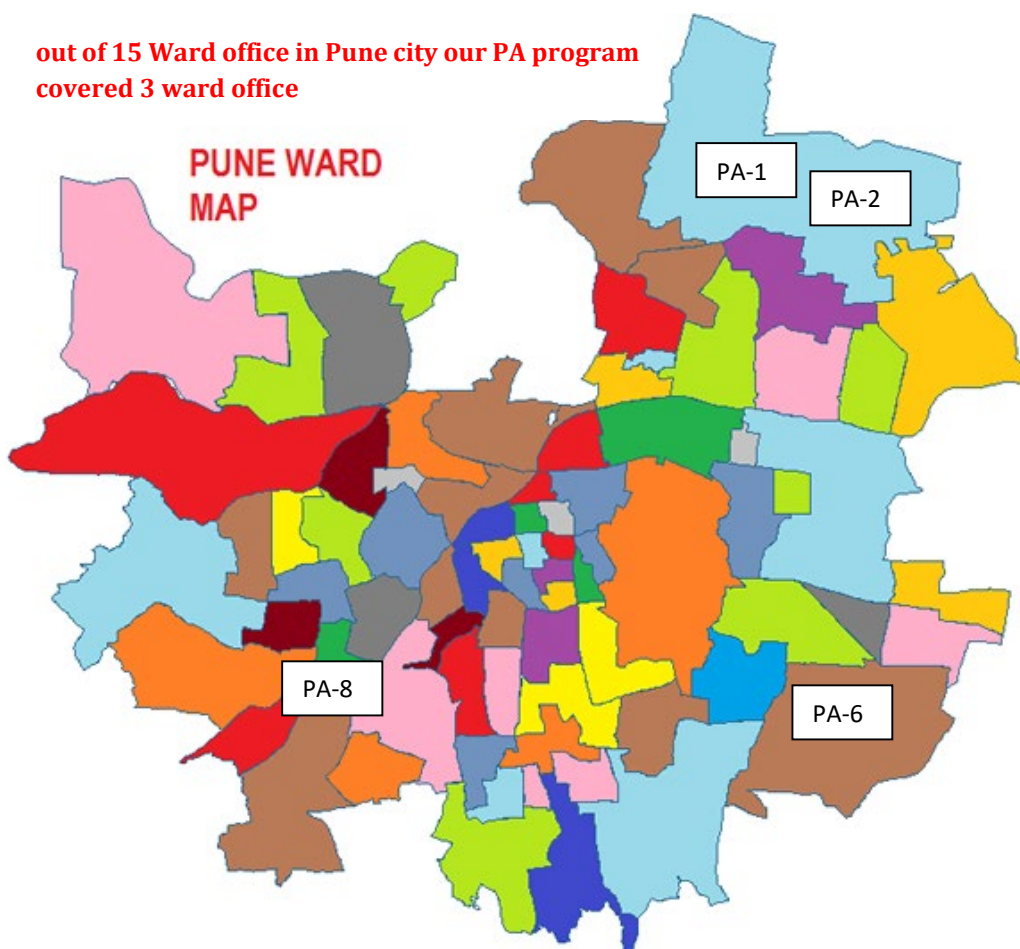 out of 15 Ward office in Pune city our PA program
covered 3 ward office
PUNE WARD
MAP
PA-1
PA-2
PA-8
PA-6